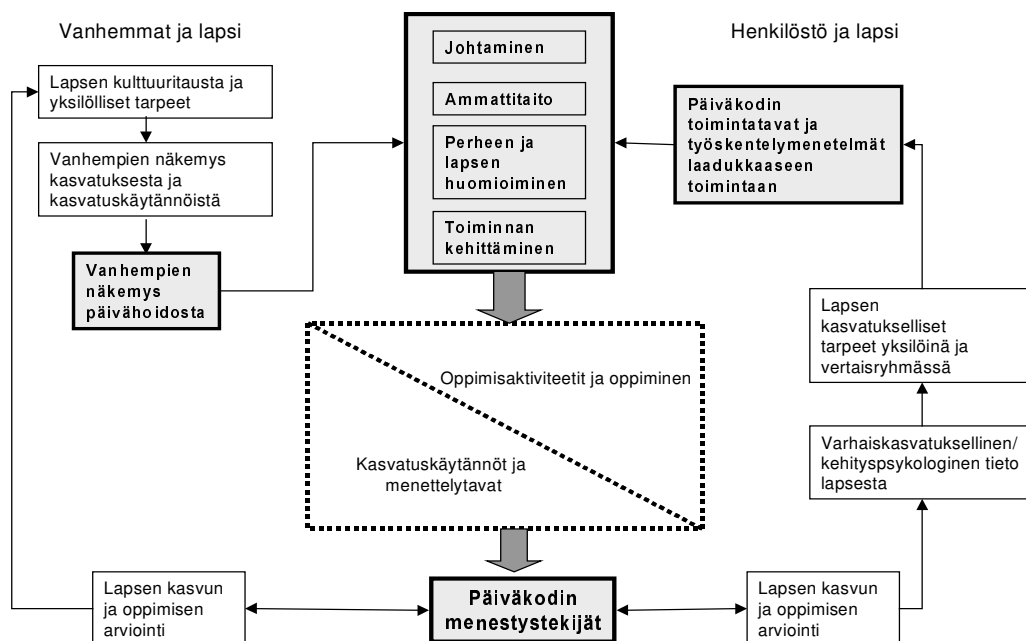 Vanhemmat ja lapsi
Lapsen kulttuuritausta ja
yksilölliset tarpeet
Vanhempien näkemys
kasvatuksesta ja
kasvatuskäytännöistä
Vanhempien
näkemys
päivähoidosta
Johtaminen
Ammattitaito
Perheen ja
lapsen
huomioiminen
Toiminnan
kehittäminen
Henkilöstö ja lapsi
Päiväkodin
toimintatavat ja
työskentelymenetelmät
laadukkaaseen
toimintaan
Lapsen
kasvatukselliset
tarpeet yksilöinä ja
vertaisryhmässä
Varhaiskasvatuksellinen/
kehityspsykologinen tieto
lapsesta
Oppimisaktiviteetit ja oppiminen
Kasvatuskäytännöt ja
menettelytavat
Lapsen kasvun
ja oppimisen
arviointi
Päiväkodin
menestystekijät
Lapsen kasvun
ja oppimisen
arviointi